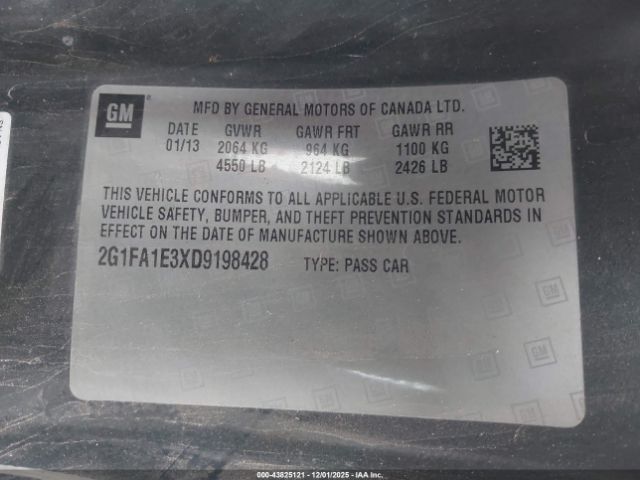 GM
MFD BY GENERAL MOTORS OF CANADA LTD.
DATE GVWR GAWR FRT GAWR RR
01/13 2064 KG 964 KG 1100 KG
4550 LB 2124 LB 2426 LB
THIS VEHICLE CONFORMS TO ALL APPLICABLE U.S. FEDERAL MOTOR
VEHICLE SAFETY, BUMPER, AND THEFT PREVENTION STANDARDS IN
EFFECT ON THE DATE OF MANUFACTURE SHOWN ABOVE.
2G1FA1E3XD9198428 TYPE: PASS CAR
000-43825121 - 12/01/2025 - IAAI Inc.